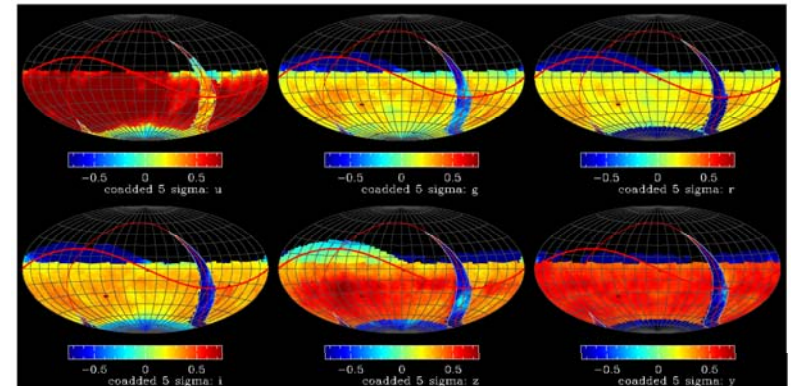 -0.5 0 0.5
coadded 5 sigma: u
-0.5 0 0.5
coadded 5 sigma: g
-0.5 0 0.5
coadded 5 sigma: r
-0.5 0 0.5
coadded 5 sigma: i
-0.5 0 0.5
coadded 5 sigma: z
-0.5 0 0.5
coadded 5 sigma: y